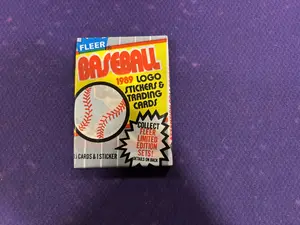 FLEER
BASEBALL
1989 LOGO
STICKERS &
TRADING
CARDS
COLLECT
FLEER
LIMITED
EDITION
SETS!
DETAILS ON BACK
CARDS & 1 STICKER